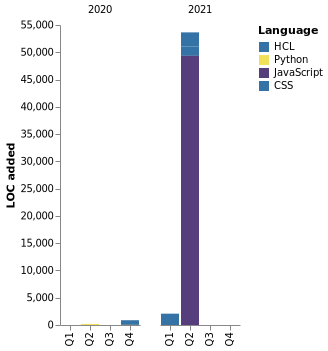 2020 2021
Language
HCL
Python
JavaScript
CSS
LOC added
55,000
50,000
45,000
40,000
35,000
30,000
25,000
20,000
15,000
10,000
5,000
0
Q1 Q2 Q3 Q4 Q1 Q2 Q3 Q4